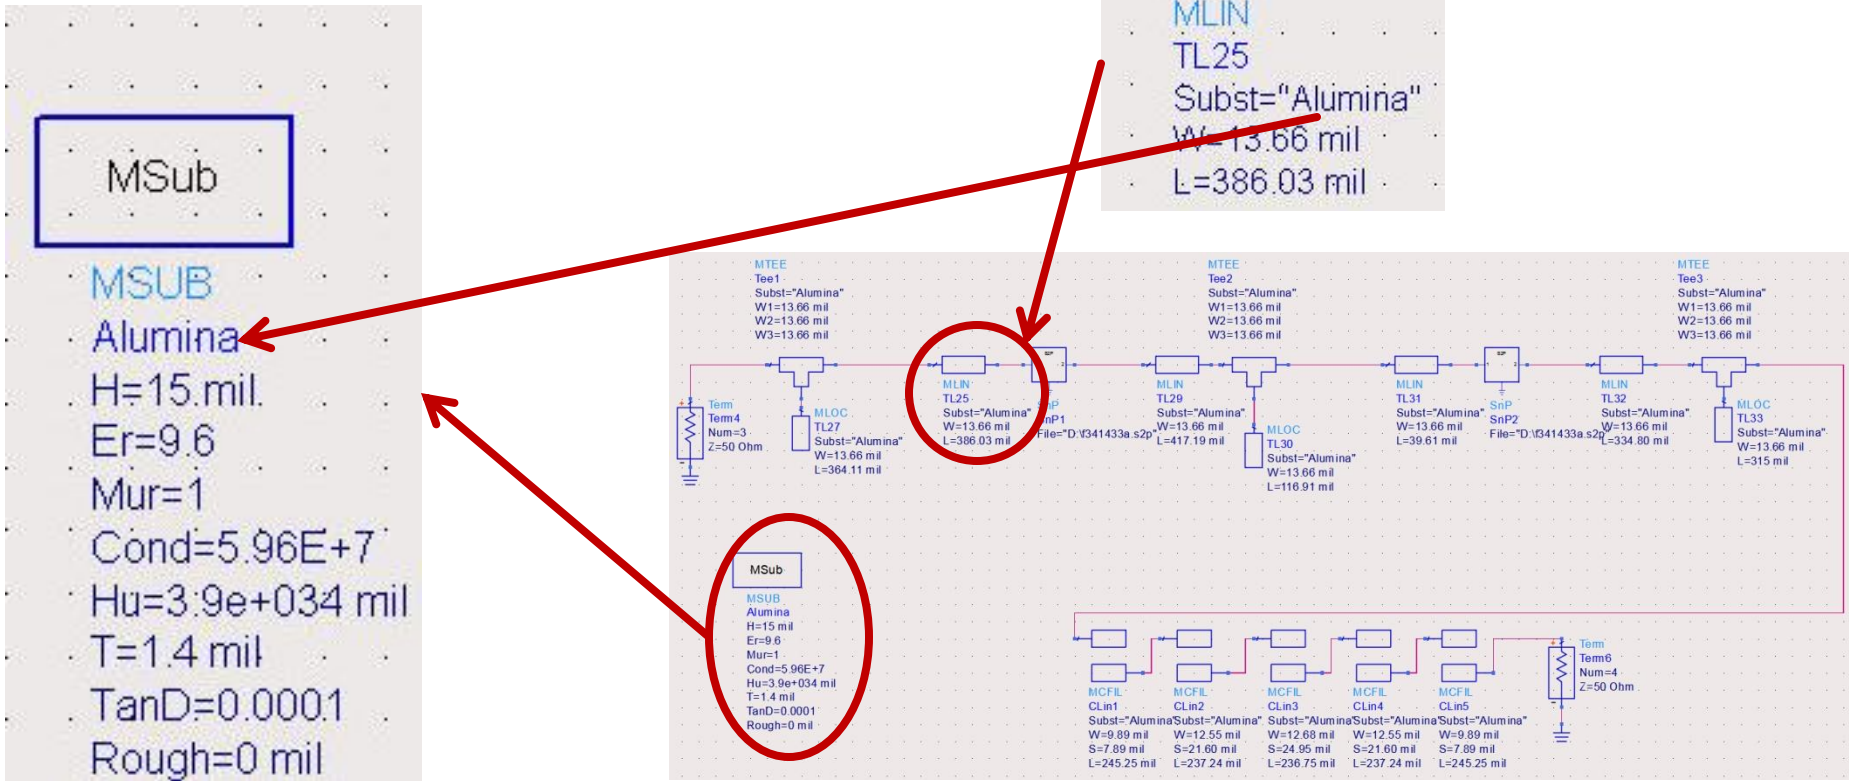 MSub
MSUB
Alumina
H=15 mil
Er=9.6
Mur=1
Cond=5.96E+7
Hu=3.9e+034 mil
T=1.4 mil
TanD=0.0001
Rough=0 mil
MLIN
TL25
Subst="Alumina"
W=13.66 mil
L=386.03 mil
MTEE
Tee1
Subst="Alumina"
W1=13.66 mil
W2=13.66 mil
W3=13.66 mil
MTEE
Tee2
Subst="Alumina"
W1=13.66 mil
W2=13.66 mil
W3=13.66 mil
MTEE
Tee3
Subst="Alumina"
W1=13.66 mil
W2=13.66 mil
W3=13.66 mil
Term
Term4
Num=3
Z=50 Ohm
MLOC
TL27
Subst="Alumina"
W=13.66 mil
L=364.11 mil
MLIN
TL25
Subst="Alumina"
W=13.66 mil
L=386.03 mil
S2P
2
SnP
SnP1
File="D:\f341433a.s2p"
MLIN
TL29
Subst="Alumina"
W=13.66 mil
L=417.19 mil
MLOC
TL30
Subst="Alumina"
W=13.66 mil
L=116.91 mil
MLIN
TL31
Subst="Alumina"
W=13.66 mil
L=39.61 mil
S2P
1 2
SnP
SnP2
File="D:\f341433a.s2p"
MLIN
TL32
Subst="Alumina"
W=13.66 mil
L=334.80 mil
MLOC
TL33
Subst="Alumina"
W=13.66 mil
L=315 mil
MSub
MSUB
Alumina
H=15 mil
Er=9.6
Mur=1
Cond=5.96E+7
Hu=3.9e+034 mil
T=1.4 mil
TanD=0.0001
Rough=0 mil
MCFIL
CLin1
Subst="Alumina"
W=9.89 mil
S=7.89 mil
L=245.25 mil
MCFIL
CLin2
Subst="Alumina"
W=12.55 mil
S=21.60 mil
L=237.24 mil
MCFIL
CLin3
Subst="Alumina"
W=12.68 mil
S=24.95 mil
L=236.75 mil
MCFIL
CLin4
Subst="Alumina"
W=12.55 mil
S=21.60 mil
L=237.24 mil
MCFIL
CLin5
Subst="Alumina"
W=9.89 mil
S=7.89 mil
L=245.25 mil
Term
Term6
Num=4
Z=50 Ohm